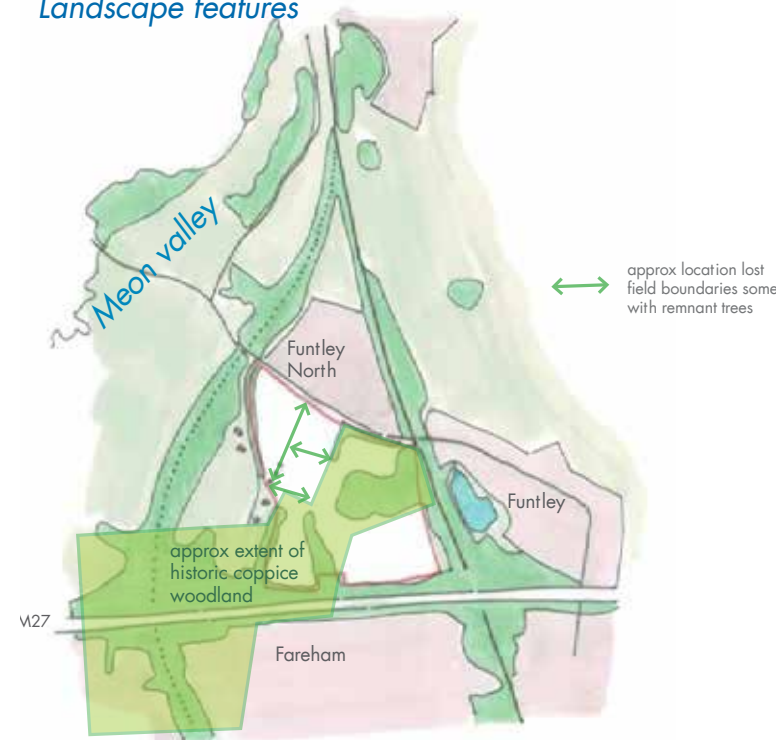 Landscape features
Meon valley
approx location lost
field boundaries some
with remnant trees
Funtley
North
Funtley
approx extent of
historic coppice
woodland
M27
Fareham